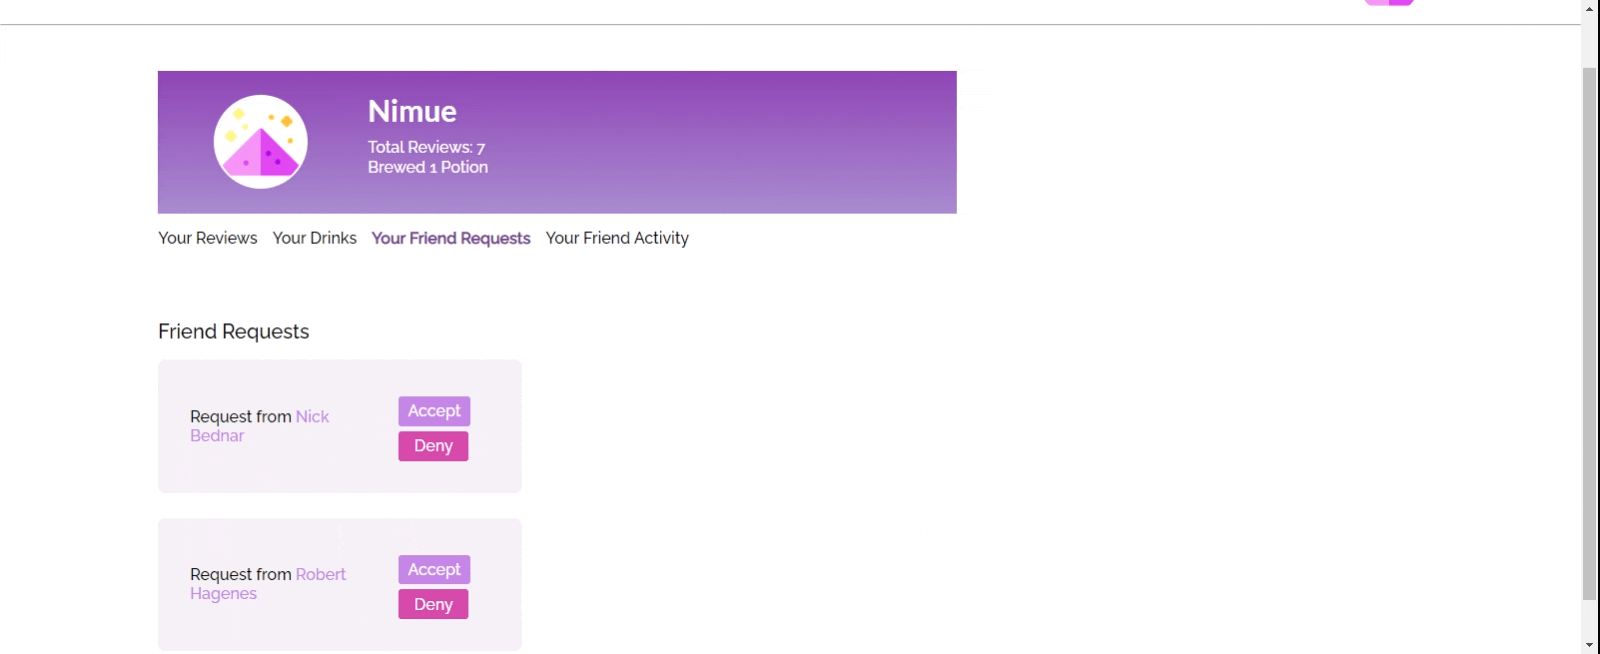 Nimue
Total Reviews: 7
Brewed 1 Potion
Your Reviews Your Drinks Your Friend Requests Your Friend Activity
Friend Requests
Request from Nick
Bednar
Accept
Deny
Request from Robert
Hagenes
Accept
Deny